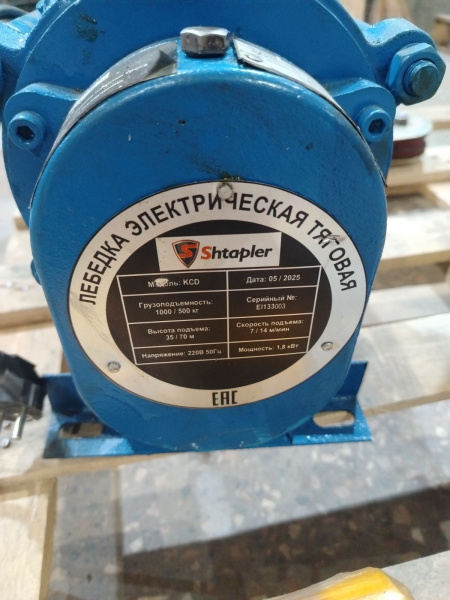 ЛЕБЕДКА ЭЛЕКТРИЧЕСКАЯ ТЯГОВАЯ
S Shtapler
Модель: KCD
Дата: 05 / 2025
Грузоподъемность:
1000 / 500 кг
Серийный №:
EI133003
Высота подъема:
35 / 70 м
Скорость подъема:
7 / 14 м/мин
Напряжение: 220В 50Гц
Мощность: 1,8 кВт
EAC